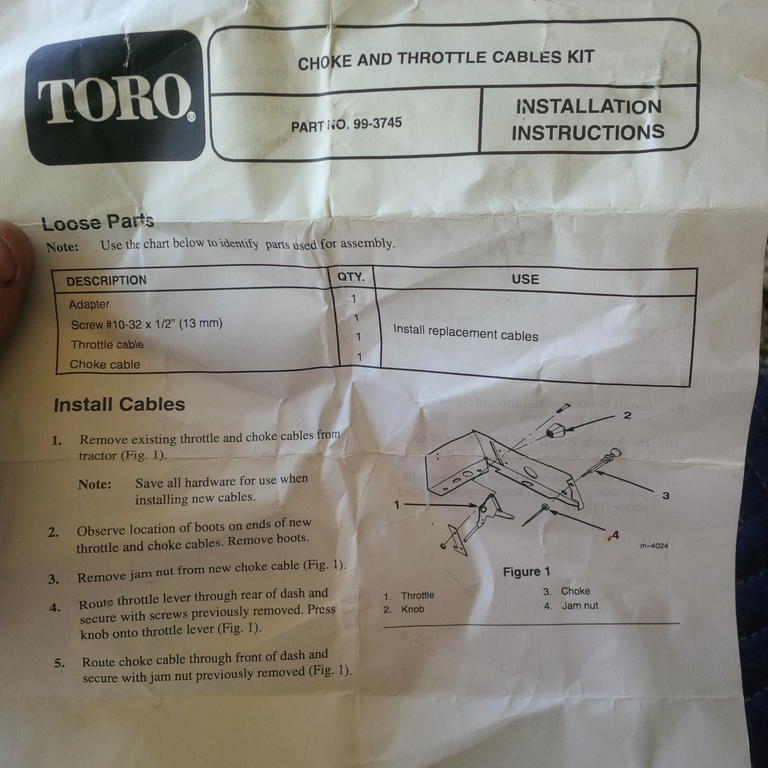 TORO®
CHOKE AND THROTTLE CABLES KIT
PART NO. 99-3745
INSTALLATION
INSTRUCTIONS
Loose Parts
Note: Use the chart below to identify parts used for assembly.
DESCRIPTION QTY. USE
Adapter 1
Screw #10-32 x 1/2" (13 mm) 1
Throttle cable 1
Choke cable 1
Install replacement cables
Install Cables
1. Remove existing throttle and choke cables from
tractor (Fig. 1).
Note: Save all hardware for use when
installing new cables.
2. Observe location of boots on ends of new
throttle and choke cables. Remove boots.
3. Remove jam nut from new choke cable (Fig. 1).
4. Route throttle lever through rear of dash and
secure with screws previously removed. Press
knob onto throttle lever (Fig. 1).
5. Route choke cable through front of dash and
secure with jam nut previously removed (Fig. 1).
2
1
3
4
m-4024
Figure 1
1. Throttle
2. Knob
3. Choke
4. Jam nut